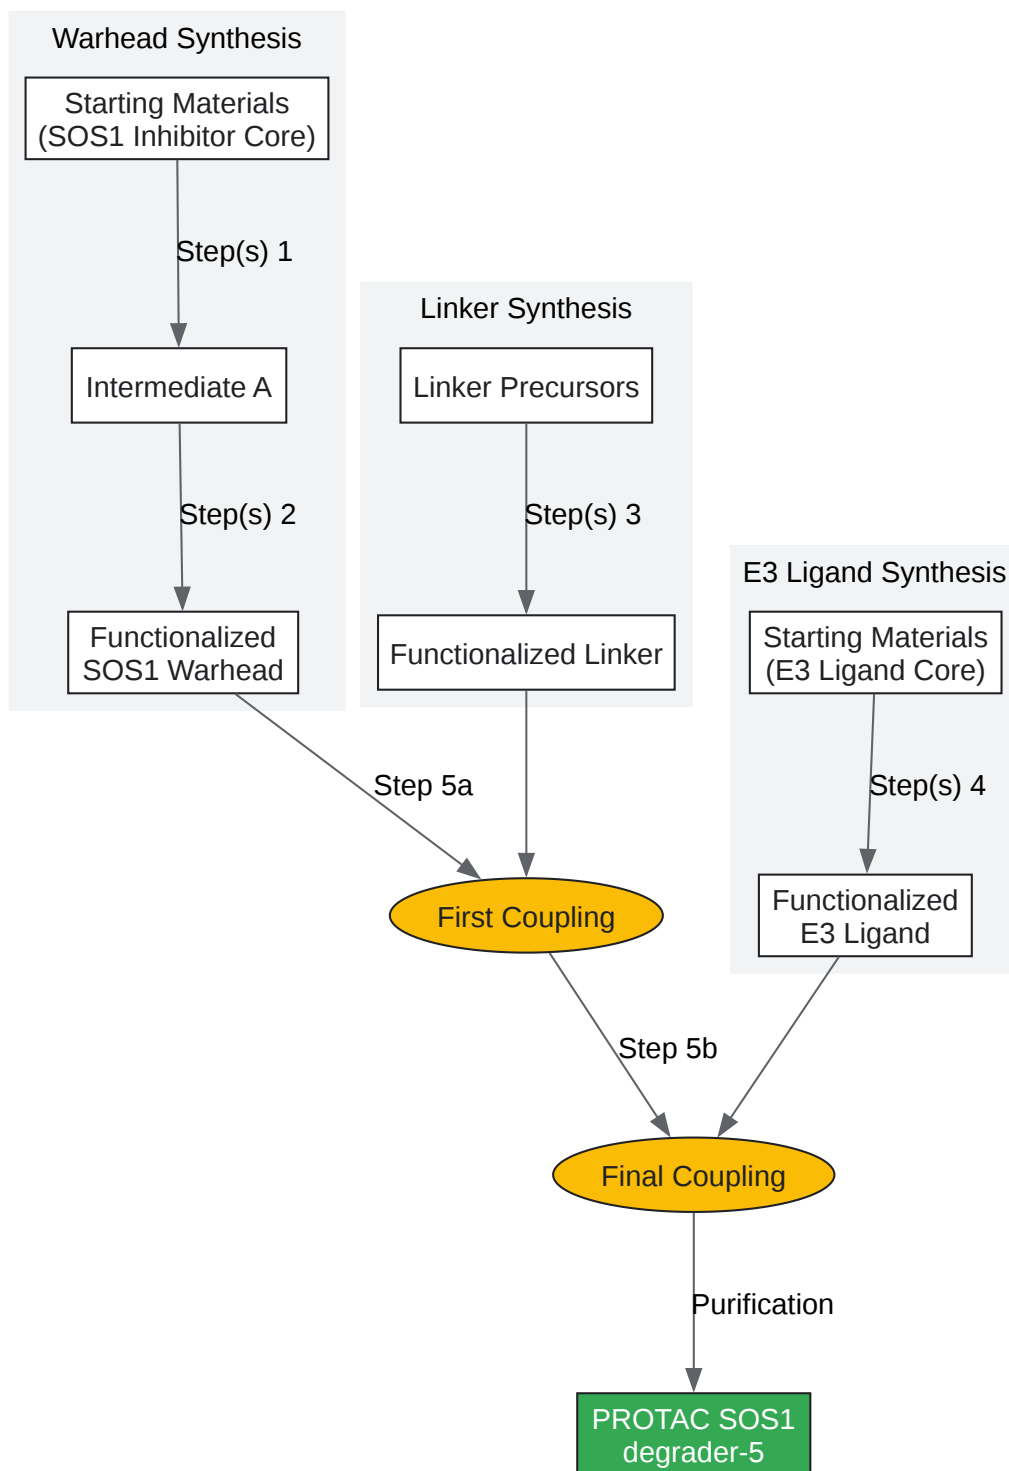 Warhead Synthesis
Starting Materials
(SOS1 Inhibitor Core)
Step(s) 1
Linker Synthesis
Intermediate A
Linker Precursors
Step(s) 2
Step(s) 3
E3 Ligand Synthesis
Functionalized
SOS1 Warhead
Functionalized Linker
Starting Materials
(E3 Ligand Core)
Step 5a
Step(s) 4
First Coupling
Functionalized
E3 Ligand
Step 5b
Final Coupling
Purification
PROTAC SOS1
degrader-5